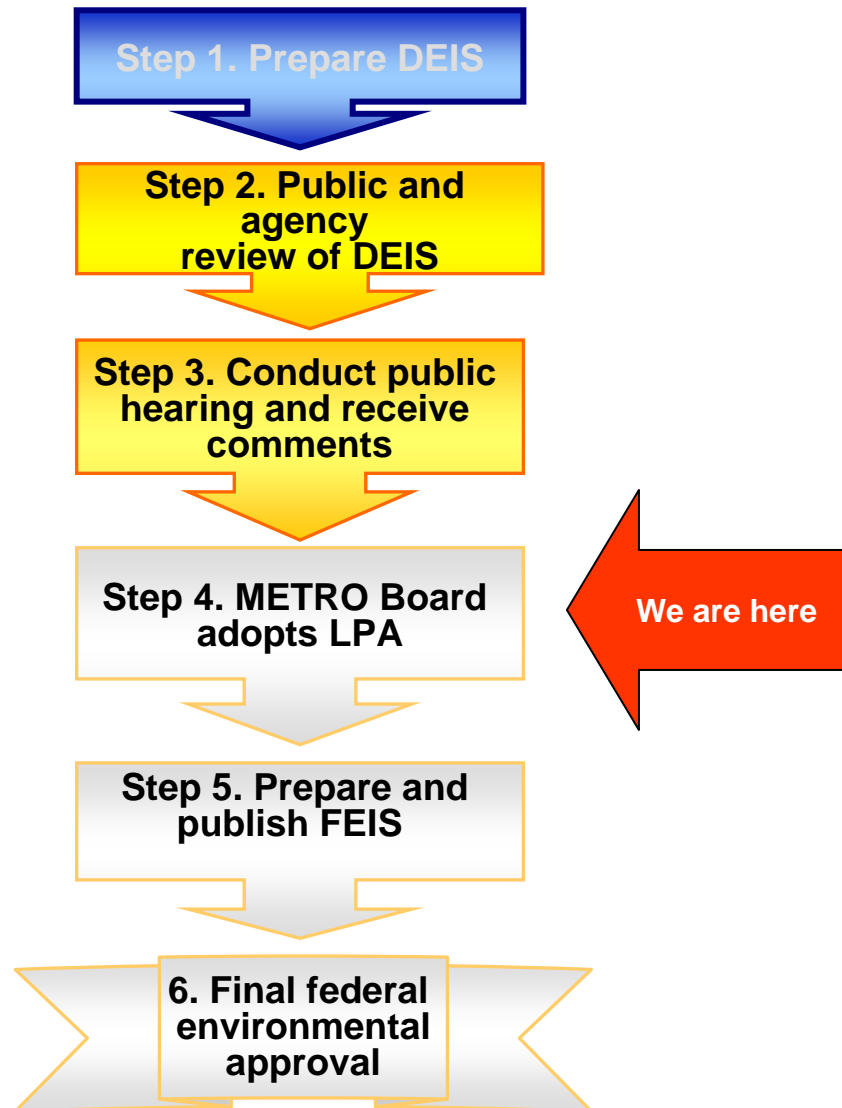 Step 1. Prepare DEIS
Step 2. Public and
agency
review of DEIS
Step 3. Conduct public
hearing and receive
comments
Step 4. METRO Board
adopts LPA
We are here
Step 5. Prepare and
publish FEIS
6. Final federal
environmental
approval